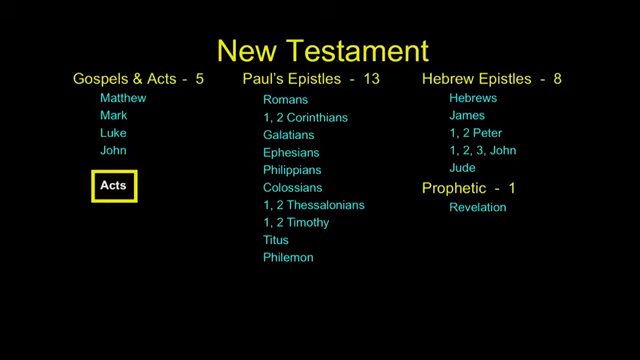 New Testament
Gospels & Acts - 5
Matthew
Mark
Luke
John
Acts
Paul's Epistles - 13
Romans
1, 2 Corinthians
Galatians
Ephesians
Philippians
Colossians
1, 2 Thessalonians
1, 2 Timothy
Titus
Philemon
Hebrew Epistles - 8
Hebrews
James
1, 2 Peter
1, 2, 3, John
Jude
Prophetic - 1
Revelation